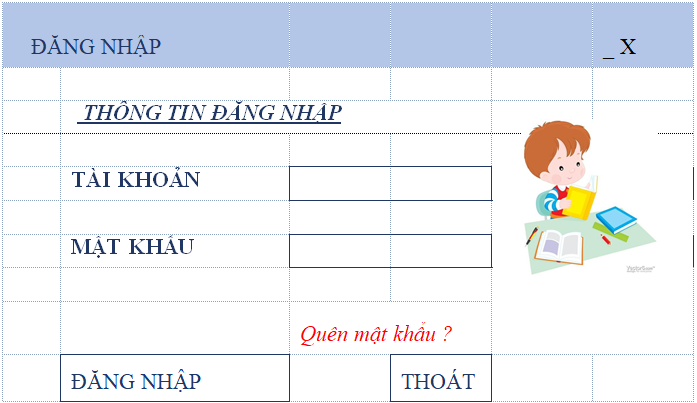 ĐĂNG NHẬP
_ X
THÔNG TIN ĐĂNG NHẬP
TÀI KHOẢN
MẬT KHẨU
Quên mật khẩu ?
ĐĂNG NHẬP
THOÁT